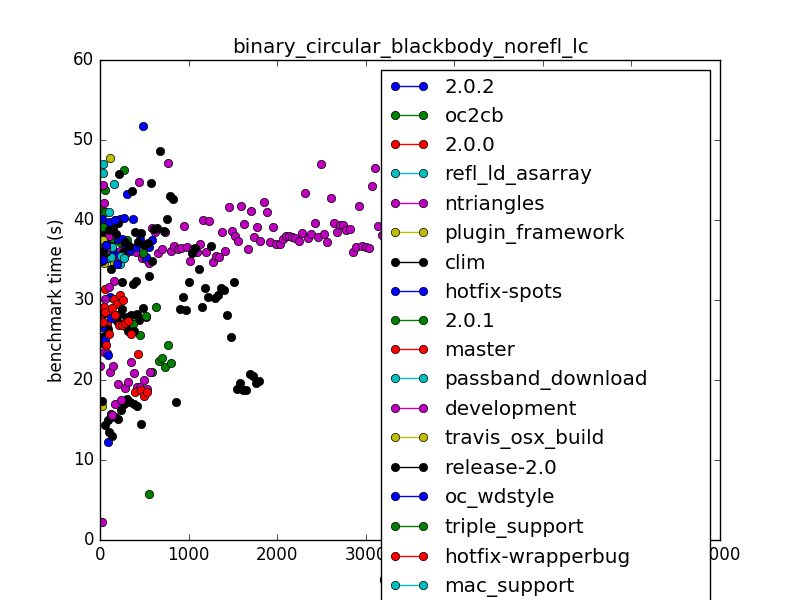 binary_circular_blackbody_norefl_lc
60
50
40
30
20
10
0
benchmark time (s)
0
1000
2000
3000
000
2.0.2
oc2cb
2.0.0
refl_ld_asarray
ntriangles
plugin_framework
clim
hotfix-spots
2.0.1
master
passband_download
development
travis_osx_build
release-2.0
oc_wdstyle
triple_support
hotfix-wrapperbug
mac_support